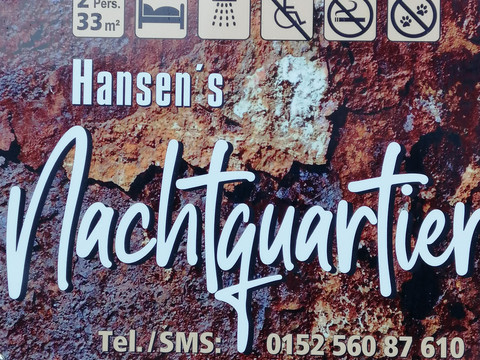 2 Pers.
33 m²
Hansen´s
Nachtquartier
Tel./SMS: 0152 560 87 610